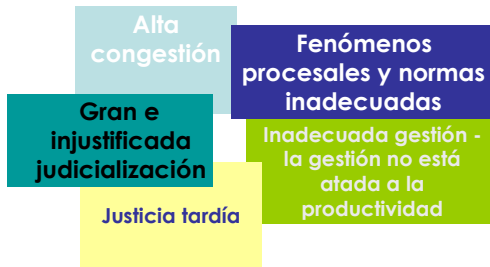 Alta
congestión
Fenómenos
procesales y normas
inadecuadas
Gran e
injustificada
judicialización
Inadecuada gestión -
la gestión no está
atada a la
productividad
Justicia tardía